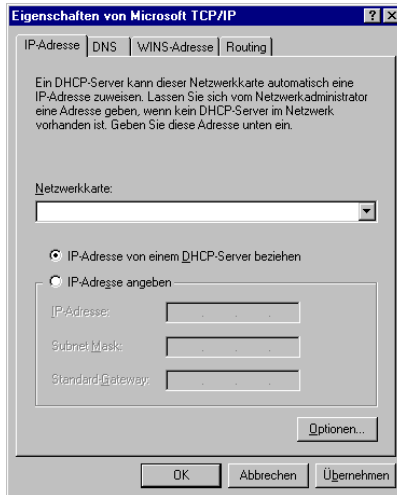 Eigenschaften von Microsoft TCP/IP
IP-Adresse DNS WINS-Adresse Routing
Ein DHCP-Server kann dieser Netzwerkkarte automatisch eine
IP-Adresse zuweisen. Lassen Sie sich vom Netzwerkadministrator
eine Adresse geben, wenn kein DHCP-Server im Netzwerk
vorhanden ist. Geben Sie diese Adresse unten ein.
Netzwerkkarte:
IP-Adresse von einem DHCP-Server beziehen
IP-Adresse angeben
IP-Adresse:
Subnet Mask:
Standard-Gateway:
Optionen...
OK Abbrechen Übernehmen